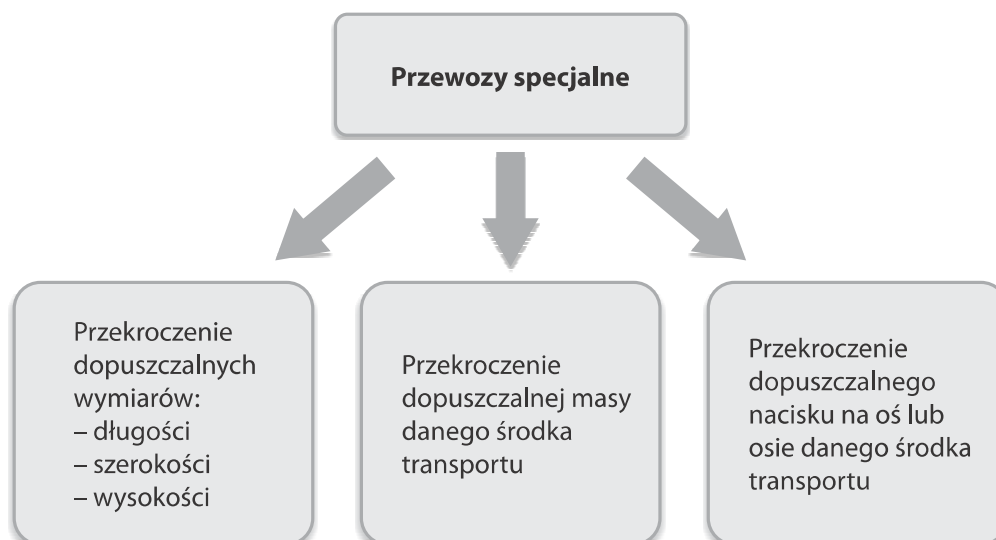 Przewozy specjalne
Przekroczenie
dopuszczalnych
wymiarów:
– długości
– szerokości
– wysokości
Przekroczenie
dopuszczalnej masy
danego środka
transportu
Przekroczenie
dopuszczalnego
nacisku na oś lub
osie danego środka
transportu